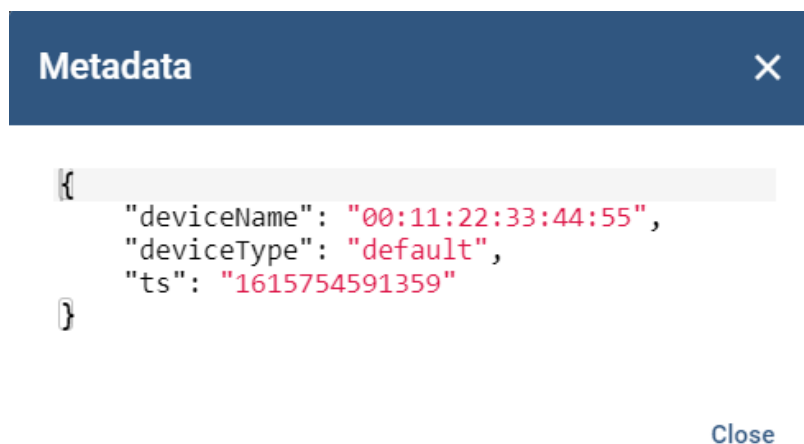 Metadata
{
"deviceName": "00:11:22:33:44:55",
"deviceType": "default",
"ts": "1615754591359"
}
Close